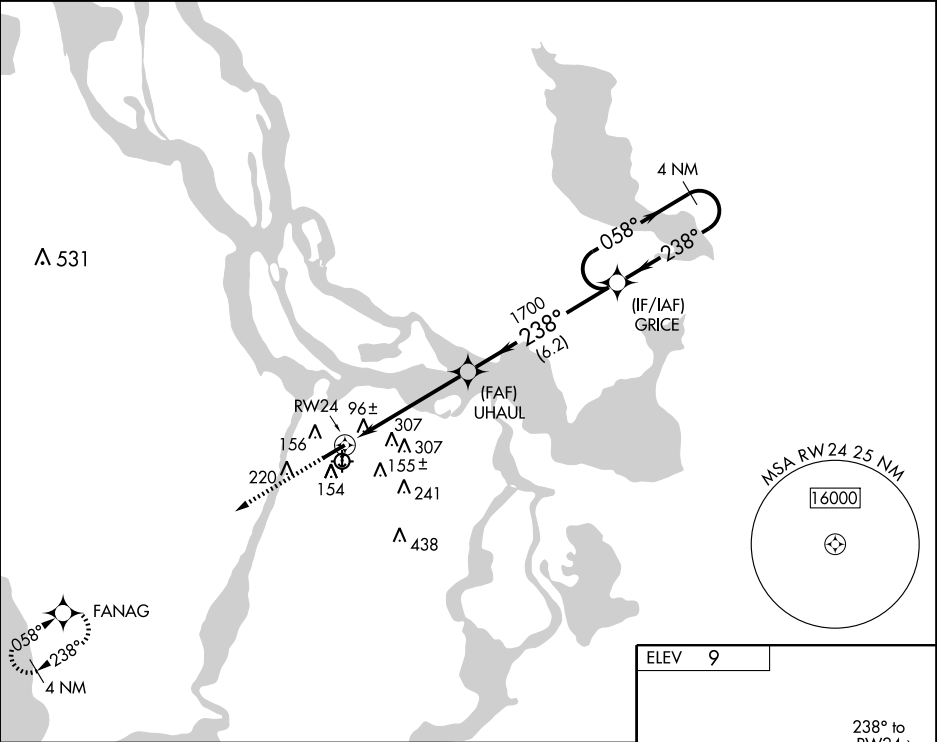 4 NM
058°
238°
531
(IF/IAF)
GRICE
1700
238°
(6.2)
(FAF)
UHAUL
RW24
96±
307
156
307
155±
220
154
241
438
MSA RW24 25 NM
16000
FANAG
058°
238°
4 NM
ELEV 9
238° to
RW24